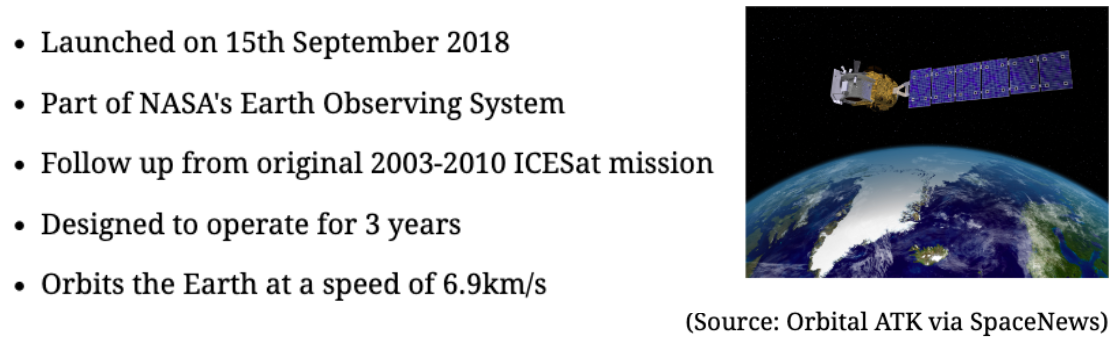 • Launched on 15th September 2018
• Part of NASA's Earth Observing System
• Follow up from original 2003-2010 ICESat mission
• Designed to operate for 3 years
• Orbits the Earth at a speed of 6.9km/s
(Source: Orbital ATK via SpaceNews)